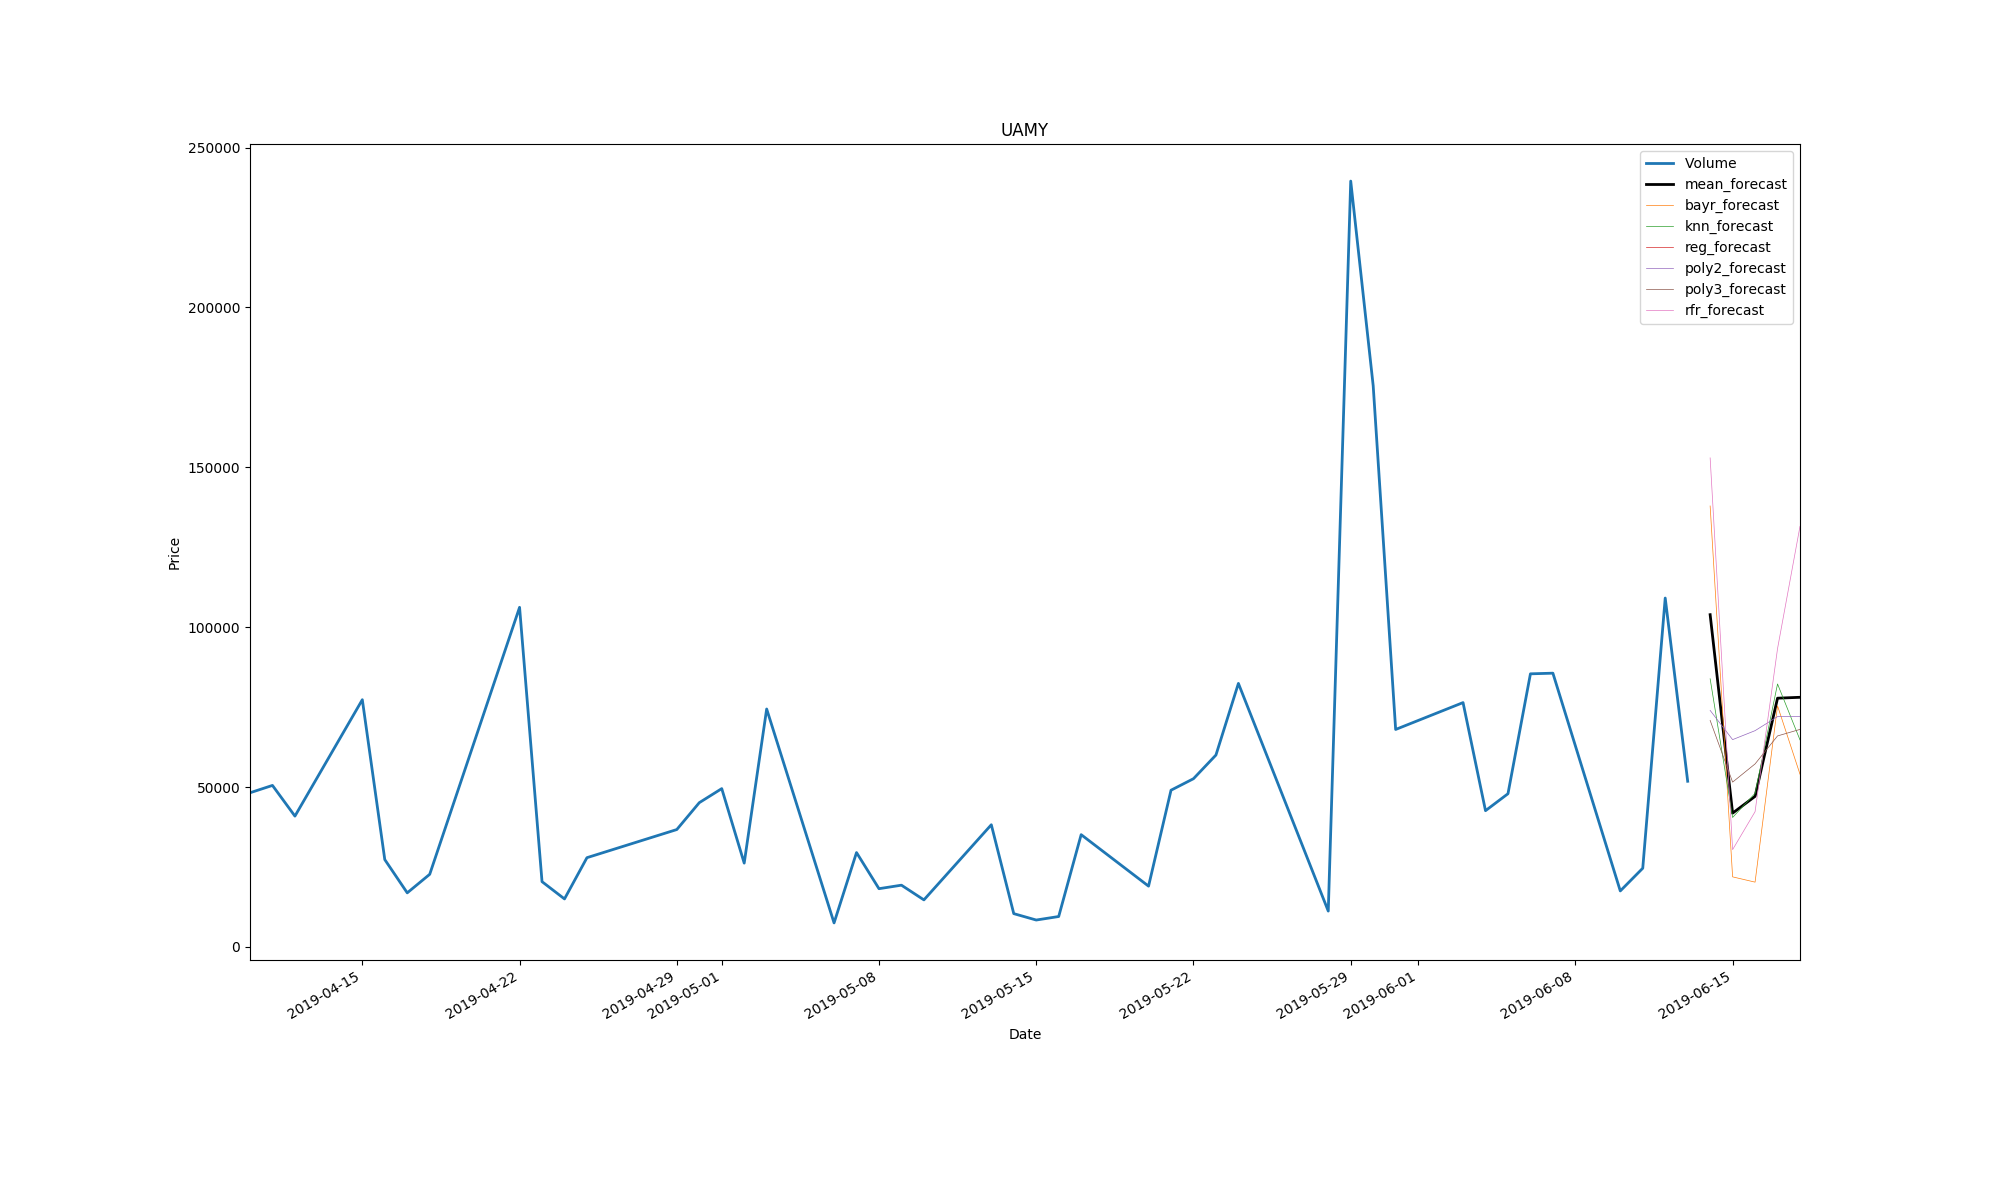 UAMY
250000
200000
150000
100000
50000
0
Price
Volume
mean_forecast
bayr_forecast
knn_forecast
reg_forecast
poly2_forecast
poly3_forecast
rfr_forecast
2019-04-15
2019-04-22
2019-04-29
2019-05-01
2019-05-08
2019-05-15
2019-05-22
2019-05-29
2019-06-01
2019-06-08
2019-06-15
Date